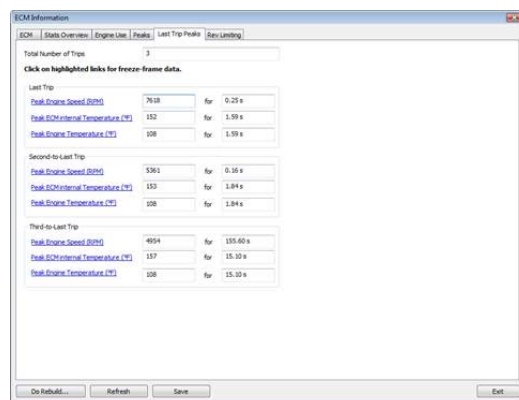 ECM Information
ECM Stats Overview Engine Use Peaks Last Trip Peaks Rev Limiting
Total Number of Trips 3
Click on highlighted links for freeze-frame data.
Last Trip
Peak Engine Speed (RPM) 7618 for 0.25 s
Peak ECM internal Temperature (°F) 152 for 1.59 s
Peak Engine Temperature (°F) 108 for 1.59 s
Second-to-Last Trip
Peak Engine Speed (RPM) 5361 for 0.16 s
Peak ECM internal Temperature (°F) 153 for 1.84 s
Peak Engine Temperature (°F) 108 for 1.84 s
Third-to-Last Trip
Peak Engine Speed (RPM) 4954 for 155.60 s
Peak ECM internal Temperature (°F) 157 for 15.10 s
Peak Engine Temperature (°F) 108 for 15.10 s
Do Rebuild... Refresh Save Exit